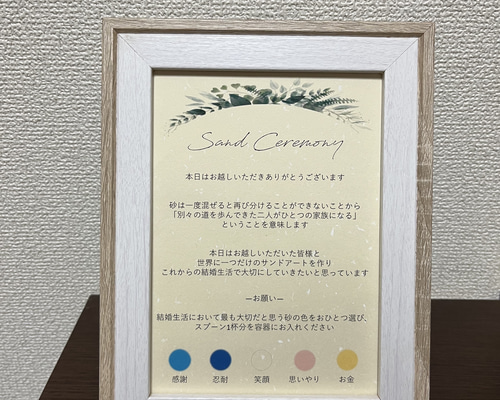 Sand Ceremony
本日はお越しいただきありがとうございます
砂は一度混ぜると再び分けることができないことから
「別々の道を歩んできた二人がひとつの家族になる」
ということを意味します
本日はお越しいただいた皆様と
世界に一つだけのサンドアートを作り
これからの結婚生活で大切にしていきたいと思っています
ーお願いー
結婚生活において最も大切だと思う砂の色をおひとつ選び、
スプーン1杯分を容器にお入れください
感謝 忍耐 笑顔 思いやり お金